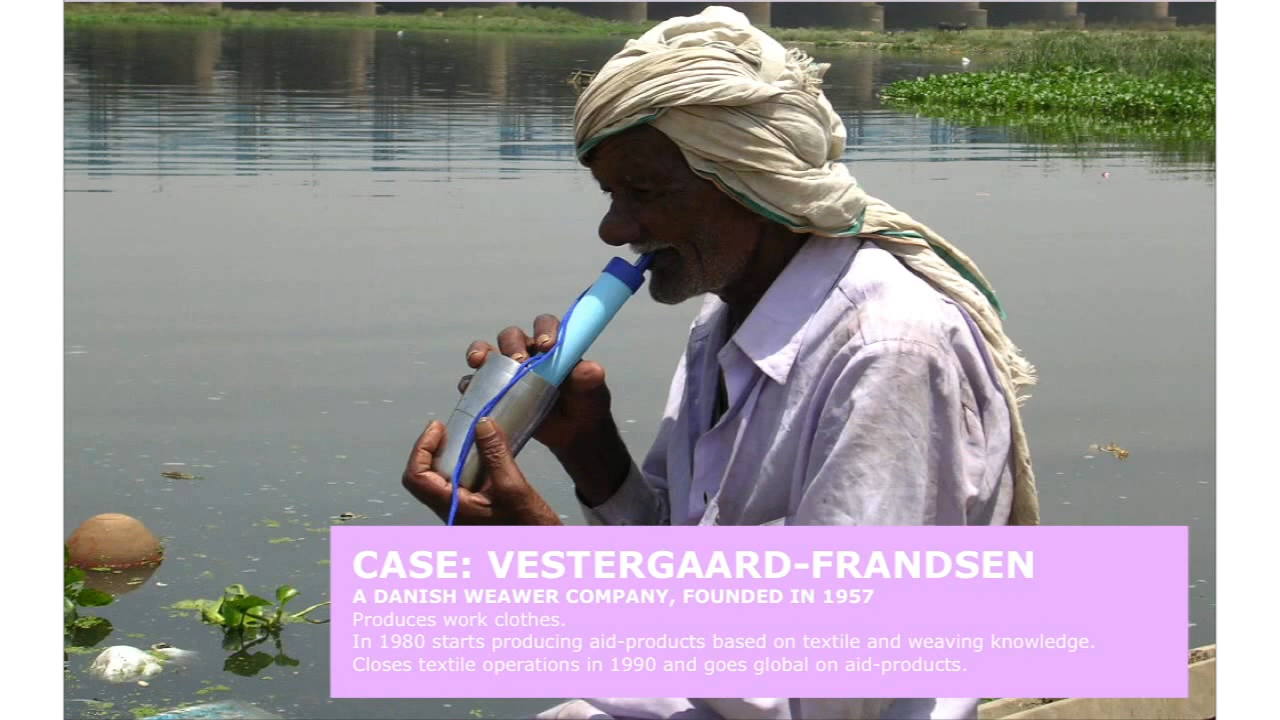 CASE: VESTERGAARD-FRANDSEN
A DANISH WEAWER COMPANY, FOUNDED IN 1957
Produces work clothes.
In 1980 starts producing aid-products based on textile and weaving knowledge.
Closes textile operations in 1990 and goes global on aid-products.